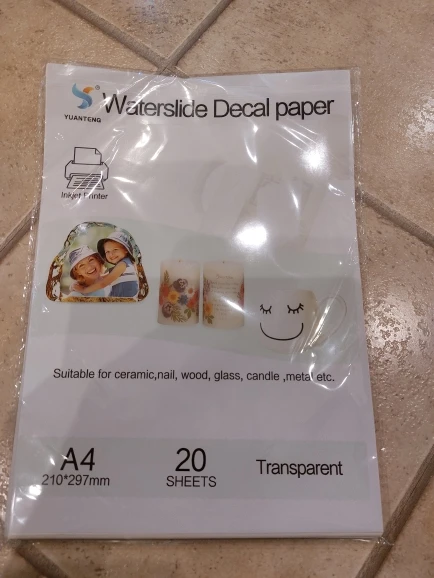 YUANTENG
®
Waterslide Decal paper
Inkjet Printer
Suitable for ceramic,nail, wood, glass, candle ,metal etc.
A4
210*297mm
20
SHEETS
Transparent